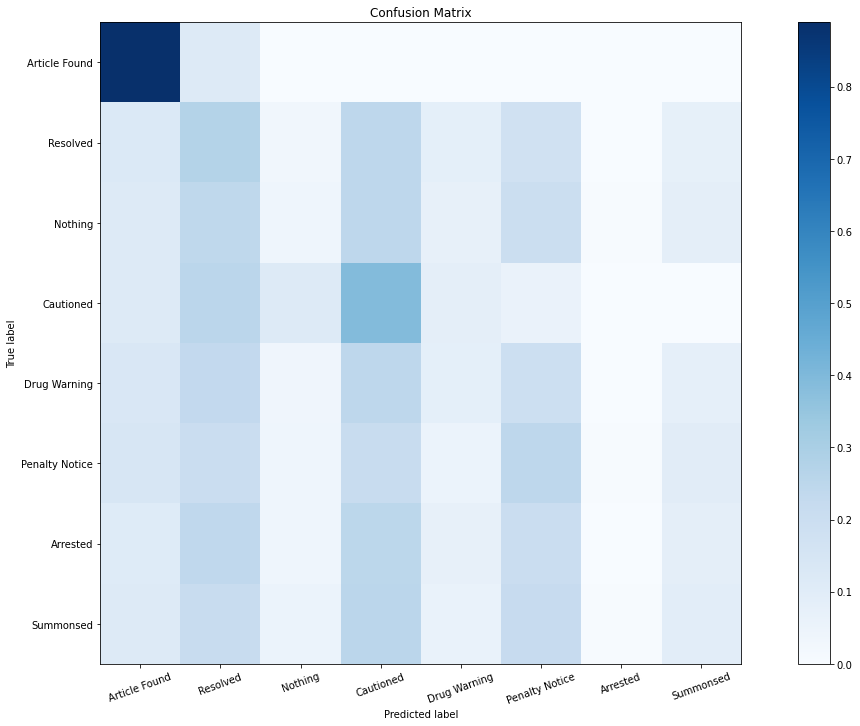 Confusion Matrix
True label
Article Found
Resolved
Nothing
Cautioned
Drug Warning
Penalty Notice
Arrested
Summonsed
Article Found
Resolved
Nothing
Cautioned
Drug Warning
Penalty Notice
Arrested
Summonsed
Predicted label
0.8
0.7
0.6
0.5
0.4
0.3
0.2
0.1
0.0